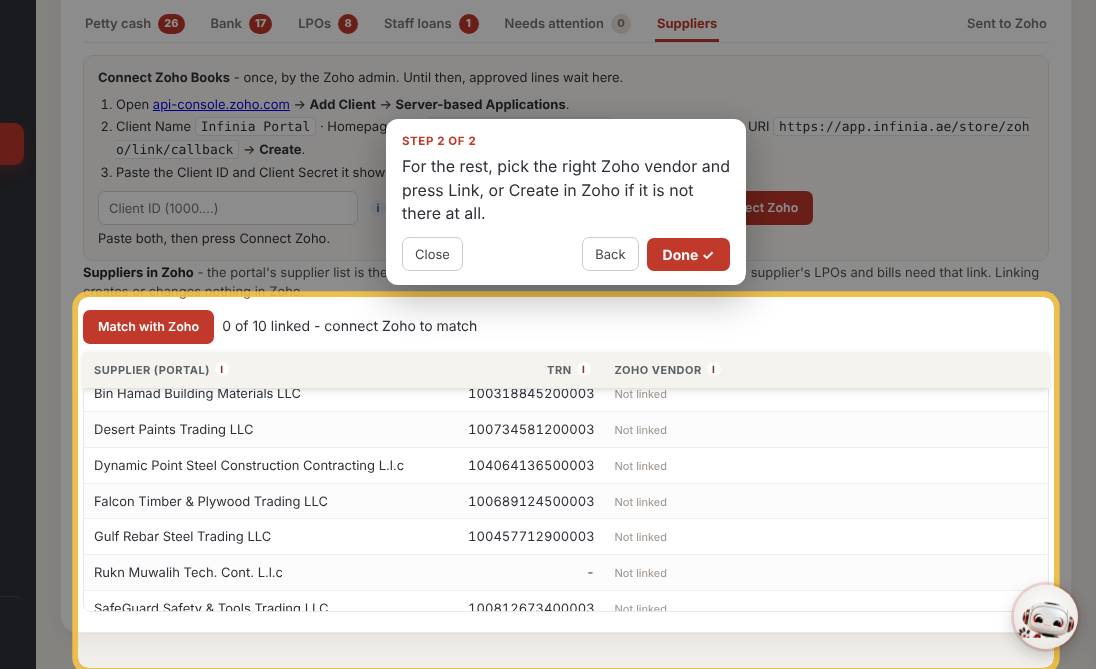 Petty cash 26 Bank 17 LPOs 8 Staff loans 1 Needs attention 0 Suppliers Sent to Zoho
Connect Zoho Books - once, by the Zoho admin. Until then, approved lines wait here.
1. Open api-console.zoho.com → Add Client → Server-based Applications.
2. Client Name Infinia Portal · Homepag URI https://app.infinia.ae/store/zoh
o/link/callback → Create.
3. Paste the Client ID and Client Secret it show
Client ID (1000....) i ect Zoho
Paste both, then press Connect Zoho.
STEP 2 OF 2
For the rest, pick the right Zoho vendor and
press Link, or Create in Zoho if it is not
there at all.
Close Back Done ✓
Suppliers in Zoho - the portal's supplier list is the supplier's LPOs and bills need that link. Linking
creates or changes nothing in Zoho.
Match with Zoho 0 of 10 linked - connect Zoho to match
SUPPLIER (PORTAL) I TRN I ZOHO VENDOR I
Bin Hamad Building Materials LLC 100318845200003 Not linked
Desert Paints Trading LLC 100734581200003 Not linked
Dynamic Point Steel Construction Contracting L.l.c 104064136500003 Not linked
Falcon Timber & Plywood Trading LLC 100689124500003 Not linked
Gulf Rebar Steel Trading LLC 100457712900003 Not linked
Rukn Muwalih Tech. Cont. L.l.c - Not linked
SafeGuard Safety & Tools Trading LLC 100812673400003 Not linked